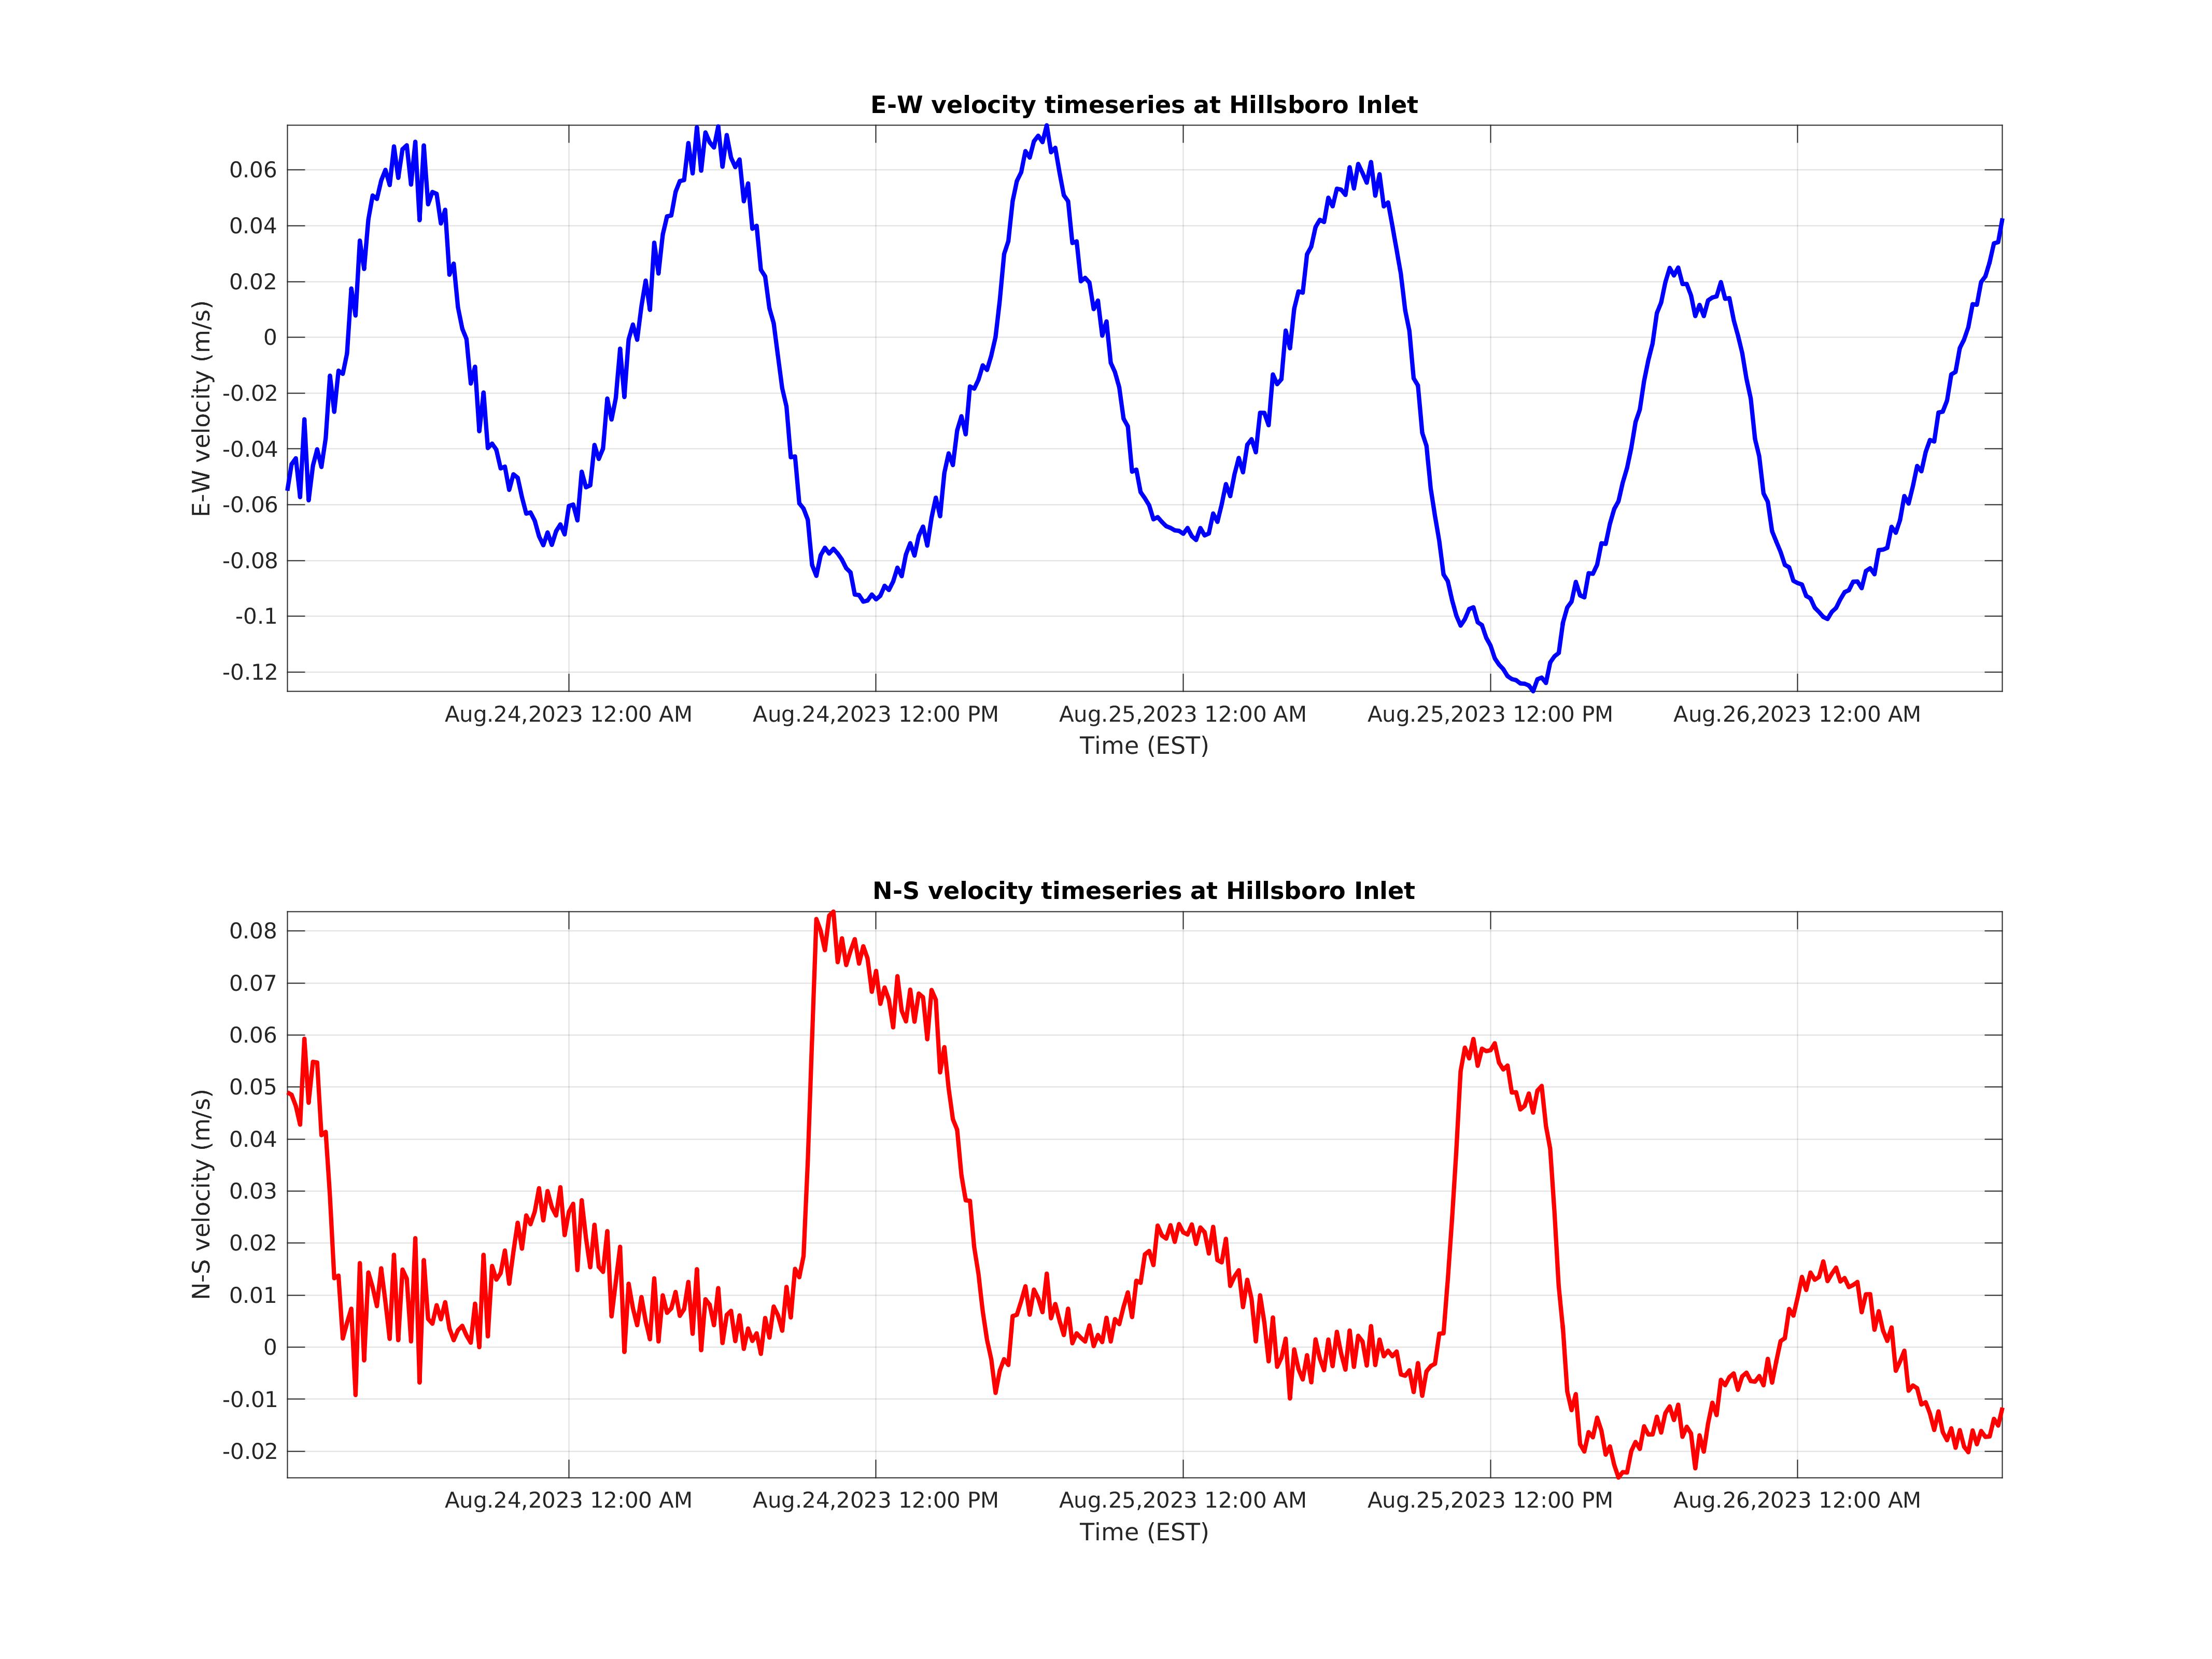 E-W velocity timeseries at Hillsboro Inlet
E-W velocity (m/s)
0.06
0.04
0.02
0
-0.02
-0.04
-0.06
-0.08
-0.1
-0.12
Aug.24,2023 12:00 AM
Aug.24,2023 12:00 PM
Aug.25,2023 12:00 AM
Aug.25,2023 12:00 PM
Aug.26,2023 12:00 AM
Time (EST)
N-S velocity timeseries at Hillsboro Inlet
N-S velocity (m/s)
0.08
0.07
0.06
0.05
0.04
0.03
0.02
0.01
0
-0.01
-0.02
Aug.24,2023 12:00 AM
Aug.24,2023 12:00 PM
Aug.25,2023 12:00 AM
Aug.25,2023 12:00 PM
Aug.26,2023 12:00 AM
Time (EST)